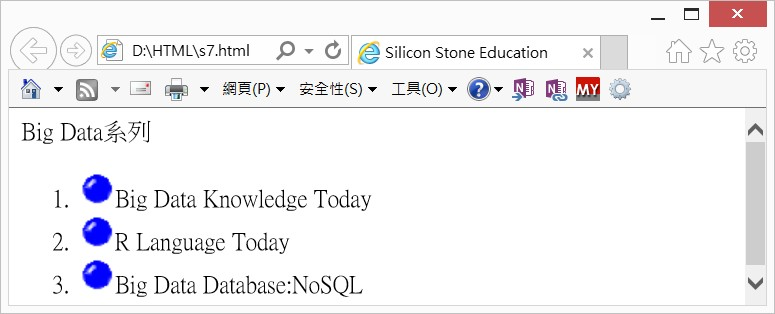 D:\HTML\s7.html
Silicon Stone Education
網頁(P) 安全性(S) 工具(O) ? N N MY
Big Data系列
1. Big Data Knowledge Today
2. R Language Today
3. Big Data Database:NoSQL